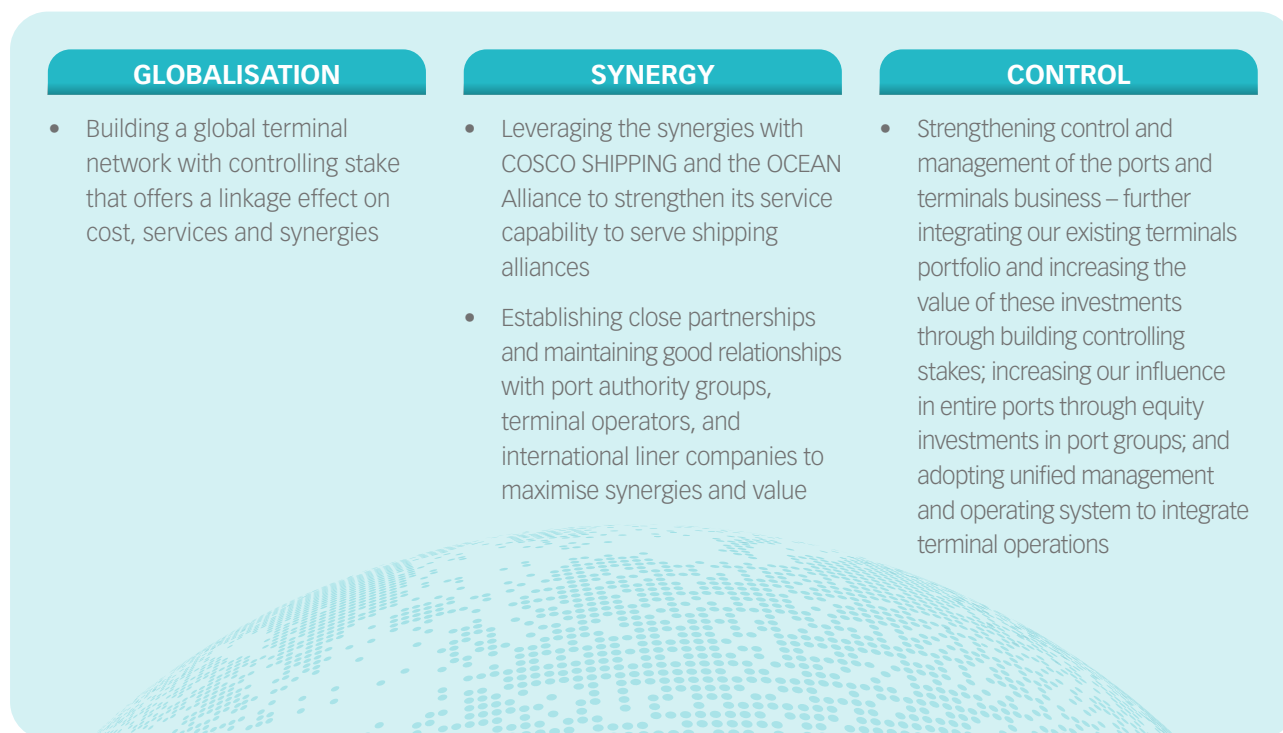 GLOBALISATION
• Building a global terminal
network with controlling stake
that offers a linkage effect on
cost, services and synergies
SYNERGY
• Leveraging the synergies with
COSCO SHIPPING and the OCEAN
Alliance to strengthen its service
capability to serve shipping
alliances
• Establishing close partnerships
and maintaining good relationships
with port authority groups,
terminal operators, and
international liner companies to
maximise synergies and value
CONTROL
• Strengthening control and
management of the ports and
terminals business – further
integrating our existing terminals
portfolio and increasing the
value of these investments
through building controlling
stakes; increasing our influence
in entire ports through equity
investments in port groups; and
adopting unified management
and operating system to integrate
terminal operations